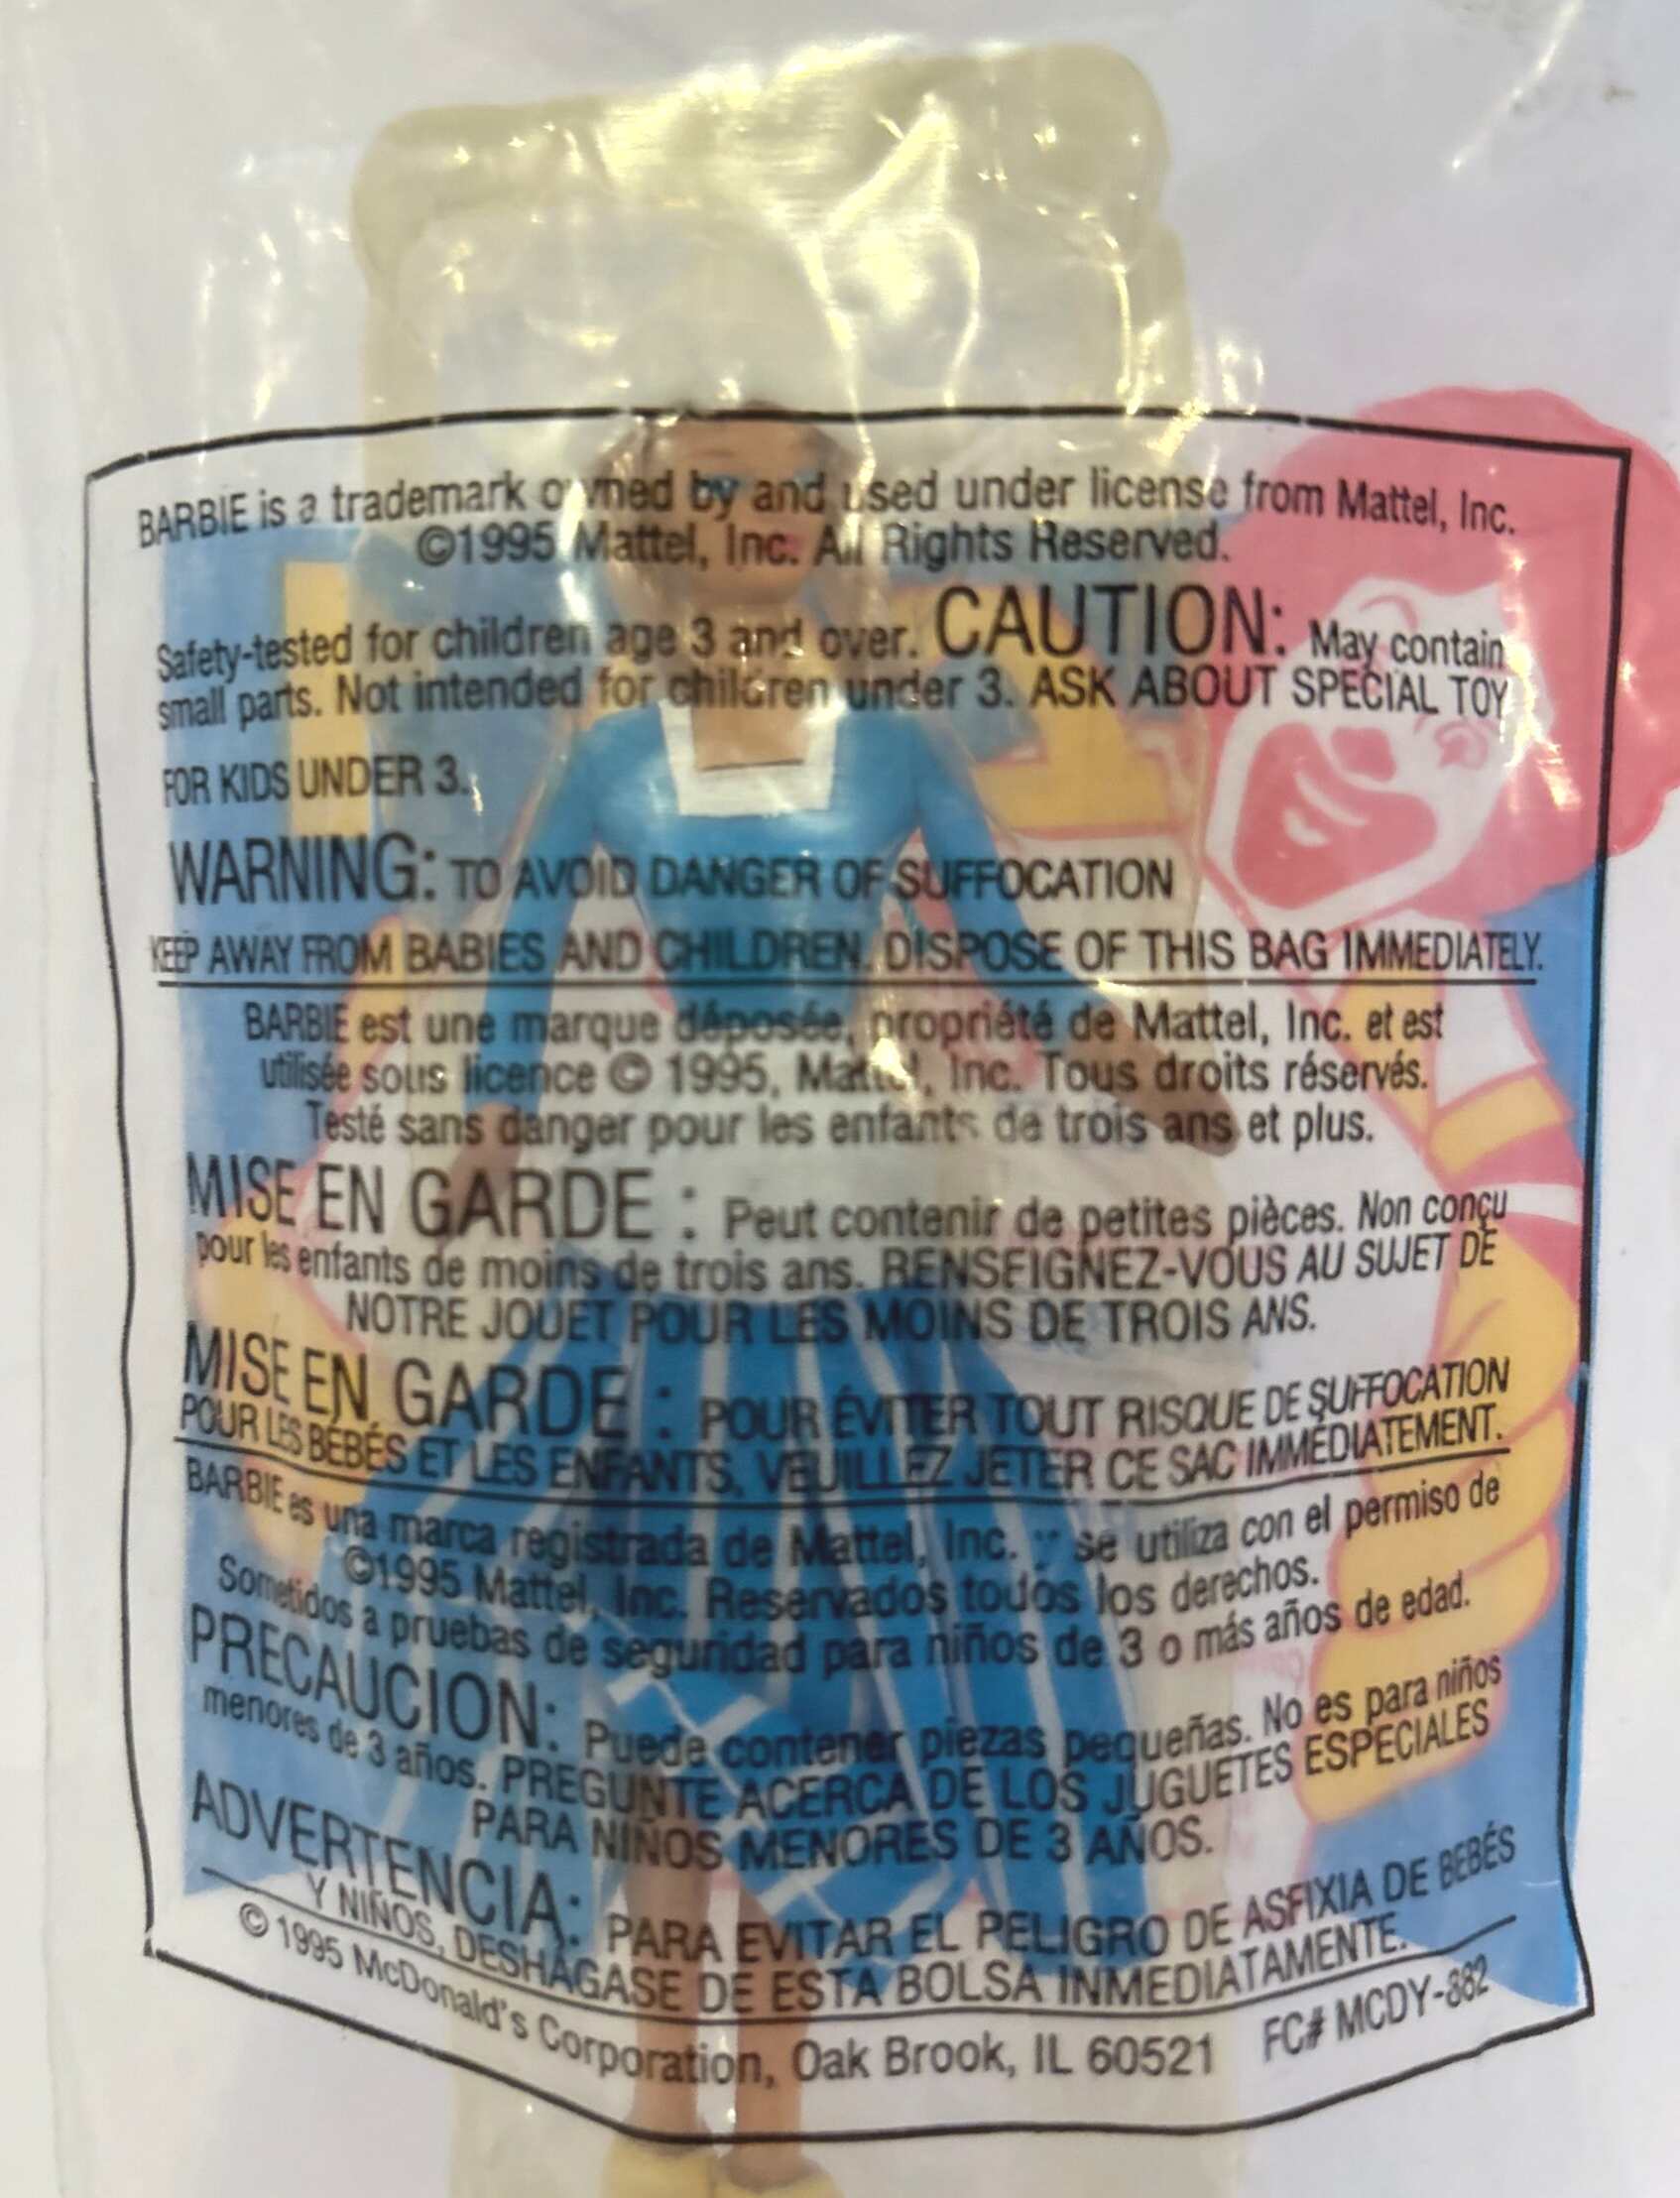 BARBIE is a trademark owned by and used under license from Mattel, Inc.
©1995 Mattel, Inc. All Rights Reserved.
Safety-tested for children age 3 and over. CAUTION: May contain
small parts. Not intended for children under 3. ASK ABOUT SPECIAL TOY
FOR KIDS UNDER 3.
WARNING: TO AVOID DANGER OF SUFFOCATION
KEEP AWAY FROM BABIES AND CHILDREN. DISPOSE OF THIS BAG IMMEDIATELY.
BARBIE est une marque déposée, propriété de Mattel, Inc. et est
utilisée sous licence © 1995, Mattel, Inc. Tous droits réservés.
Testé sans danger pour les enfants de trois ans et plus.
MISE EN GARDE : Peut contenir de petites pièces. Non conçu
pour les enfants de moins de trois ans. RENSEIGNEZ-VOUS AU SUJET DE
NOTRE JOUET POUR LES MOINS DE TROIS ANS.
MISE EN GARDE : POUR ÉVITER TOUT RISQUE DE SUFFOCATION
POUR LES BÉBÉS ET LES ENFANTS, VEUILLEZ JETER CE SAC IMMÉDIATEMENT.
BARBIE es una marca registrada de Mattel, Inc. y se utiliza con el permiso de
©1995 Mattel, Inc. Reservados todos los derechos.
Sometidos a pruebas de seguridad para niños de 3 o más años de edad.
PRECAUCION: Puede contener piezas pequeñas. No es para niños
menores de 3 años. PREGUNTE ACERCA DE LOS JUGUETES ESPECIALES
PARA NIÑOS MENORES DE 3 AÑOS.
ADVERTENCIA: PARA EVITAR EL PELIGRO DE ASFIXIA DE BEBÉS
Y NIÑOS, DESHÁGASE DE ESTA BOLSA INMEDIATAMENTE.
© 1995 McDonald's Corporation, Oak Brook, IL 60521 FC# MCDY-882